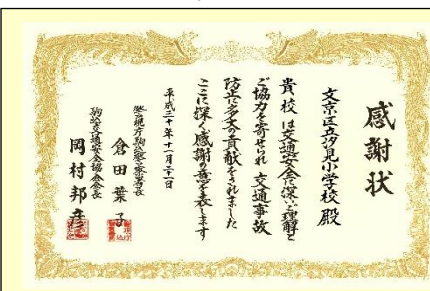 感謝状
文京区立汐見小学校 殿
貴校は交通安全に深い理解と
ご協力を寄せられ交通事故
防止に多大の貢献をされました
ここに深く感謝の意を表します
平成三十年十一月二十一日
警視庁駒込警察署長
倉田葉子
駒込交通安全協会会長
岡村邦彦